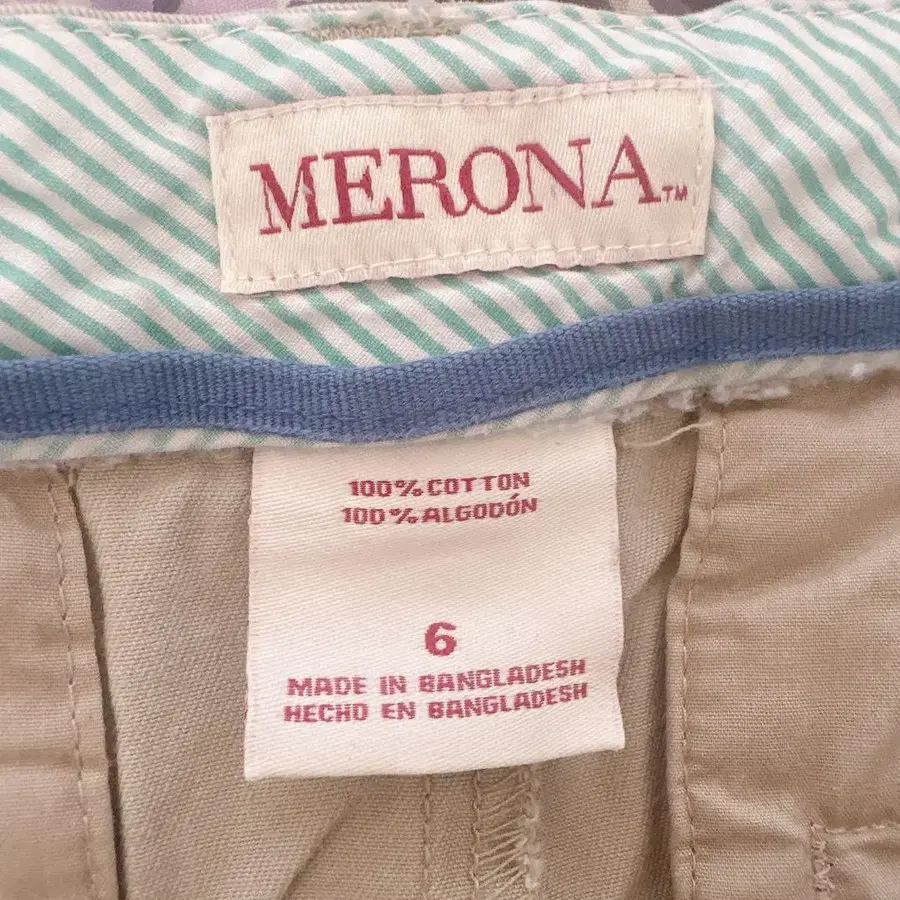 MERONA™
100% COTTON
100% ALGODÓN
6
MADE IN BANGLADESH
HECHO EN BANGLADESH